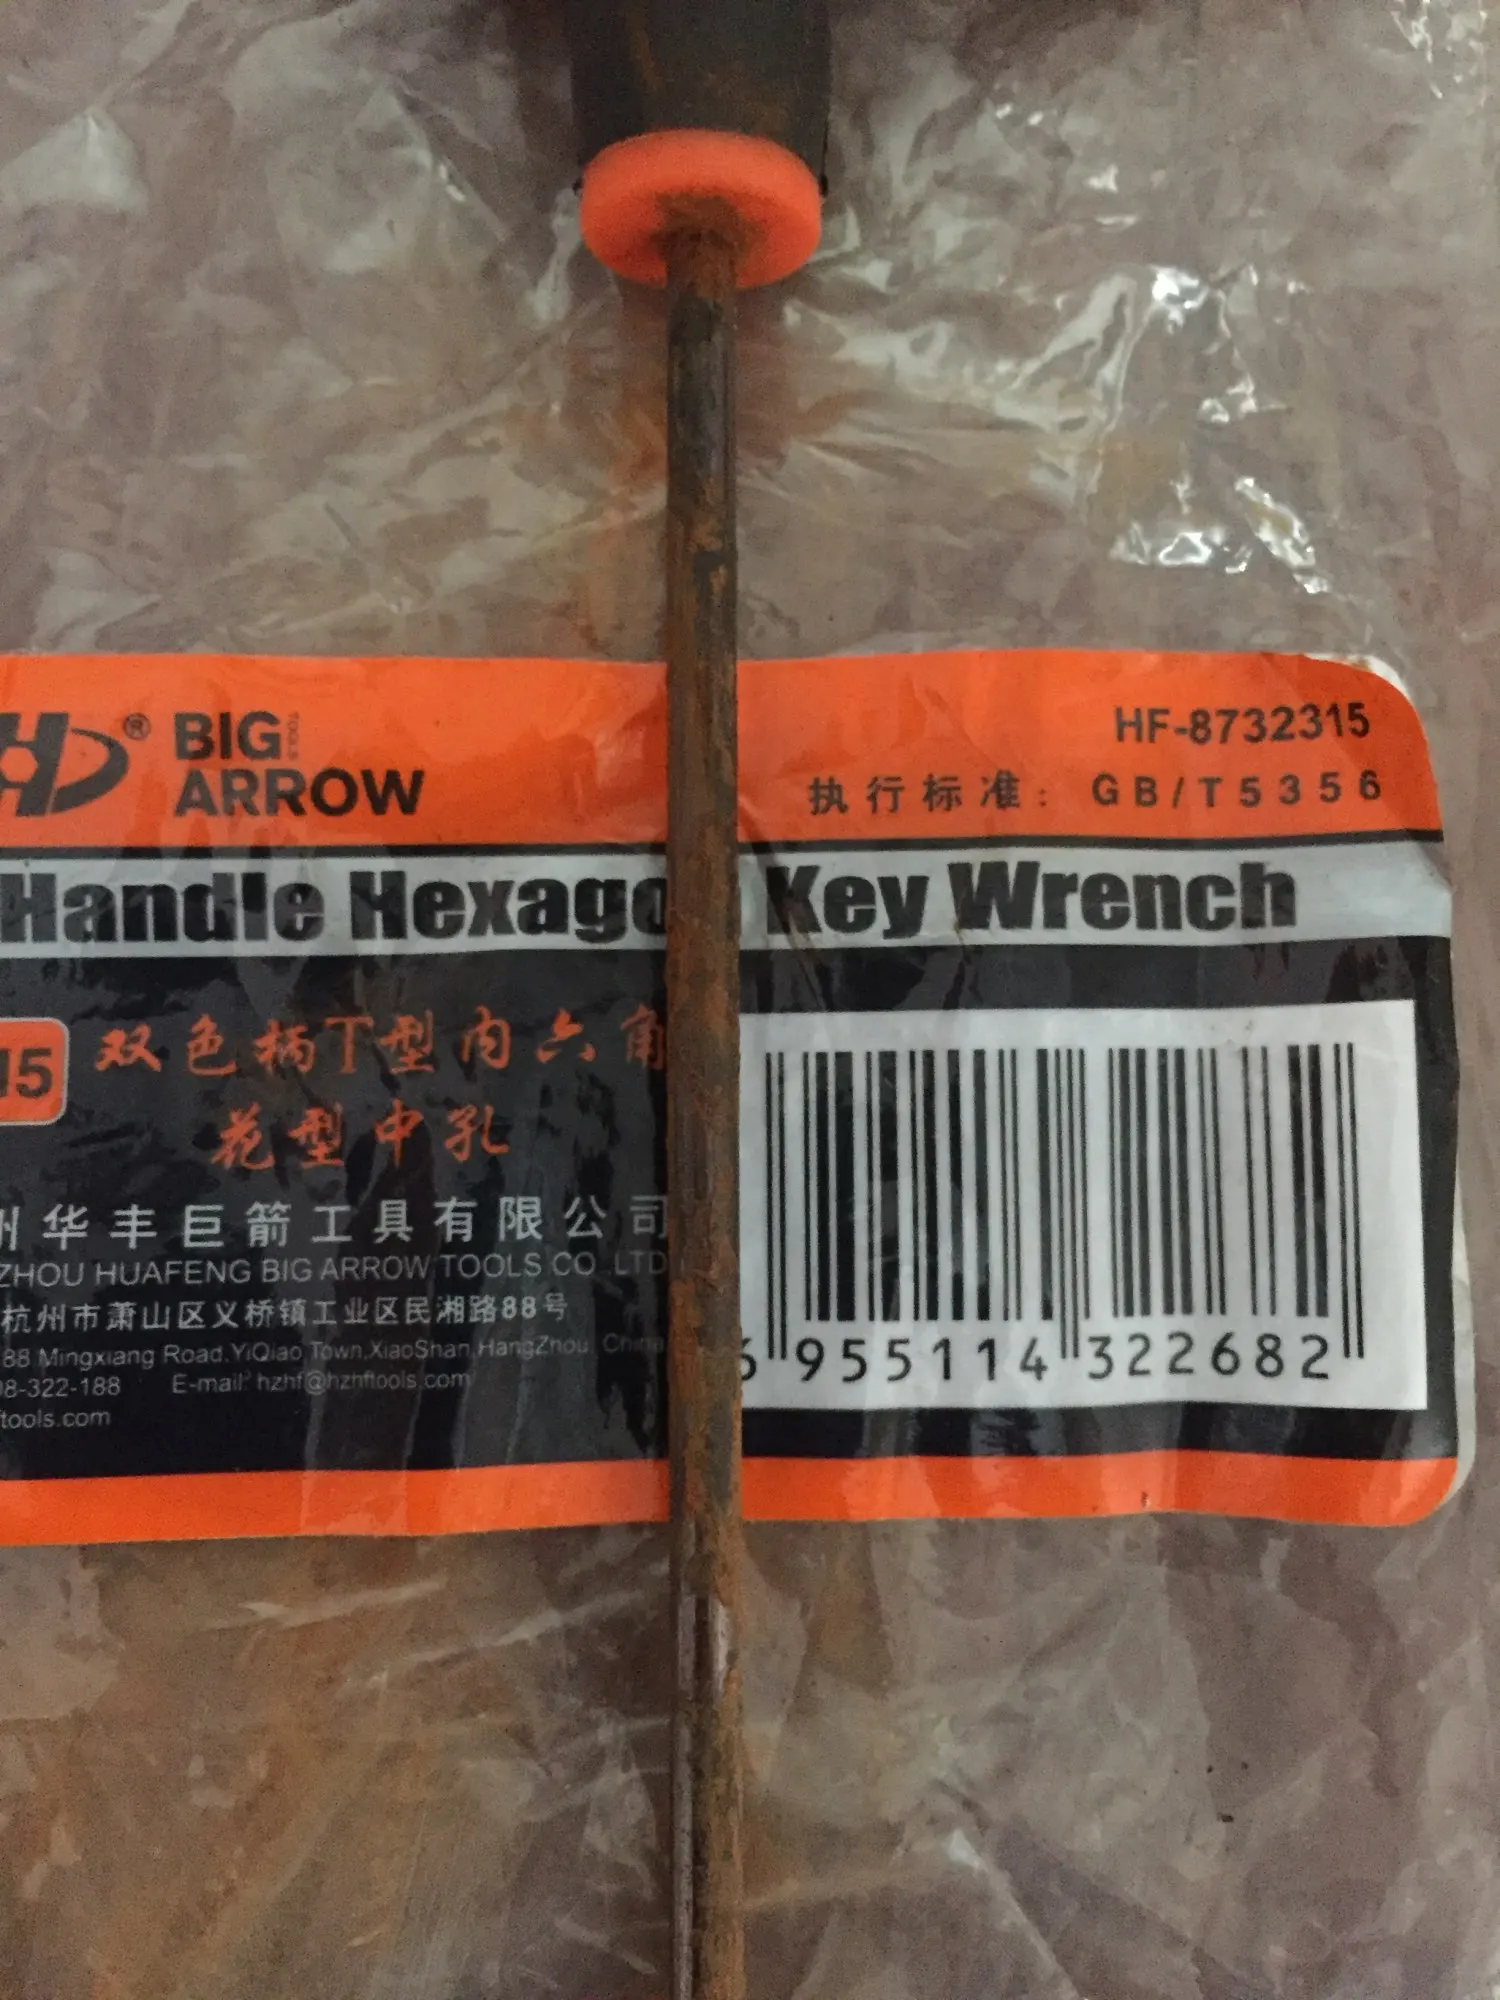 H ® BIG TOOLS
ARROW
HF-8732315
执行标准: GB/T5356
Handle Hexagon Key Wrench
15
双色柄T型内六角
花型中孔
州华丰巨箭工具有限公司
ZHOU HUAFENG BIG ARROW TOOLS CO.,LTD
杭州市萧山区义桥镇工业区民湘路88号
88 Mingxiang Road,YiQiao Town,XiaoShan,HangZhou, China
08-322-188 E-mail: hzhf@hzhftools.com
ftools.com
6 955114 322682